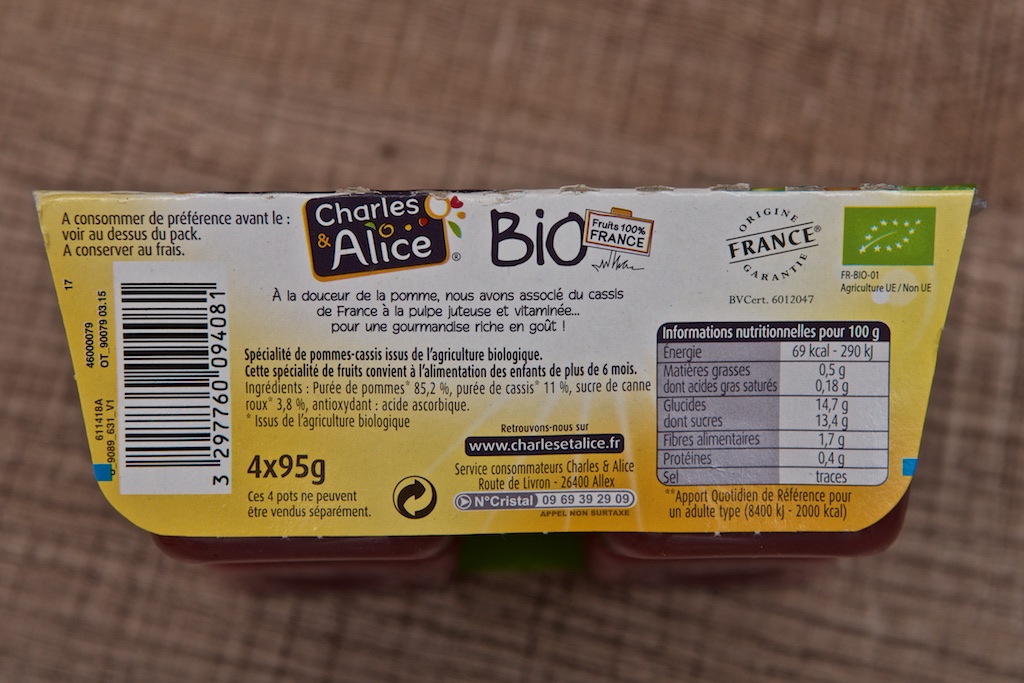 A consommer de préférence avant le :
voir au dessus du pack.
A conserver au frais.
Charles
& Alice ®
BiO
Fruits 100%
FRANCE
ORIGINE
FRANCE®
GARANTIE
BVCert. 6012047
FR-BIO-01
Agriculture UE / Non UE
17
46000079
OT_90079 03.15
611418A
9089_631_V1
3 297760 094081
À la douceur de la pomme, nous avons associé du cassis
de France à la pulpe juteuse et vitaminée...
pour une gourmandise riche en goût !
Spécialité de pommes-cassis issus de l'agriculture biologique.
Cette spécialité de fruits convient à l'alimentation des enfants de plus de 6 mois.
Ingrédients : Purée de pommes* 85,2 %, purée de cassis* 11 %, sucre de canne
roux* 3,8 %, antioxydant : acide ascorbique.
* Issus de l'agriculture biologique
4x95g
Ces 4 pots ne peuvent
être vendus séparément.
Retrouvons-nous sur
www.charlesetalice.fr
Service consommateurs Charles & Alice
Route de Livron - 26400 Allex
N°Cristal 09 69 39 29 09
APPEL NON SURTAXE
Informations nutritionnelles pour 100 g
Énergie 69 kcal - 290 kJ
Matières grasses 0,5 g
dont acides gras saturés 0,18 g
Glucides 14,7 g
dont sucres 13,4 g
Fibres alimentaires 1,7 g
Protéines 0,4 g
Sel traces
**Apport Quotidien de Référence pour
un adulte type (8400 kJ - 2000 kcal)